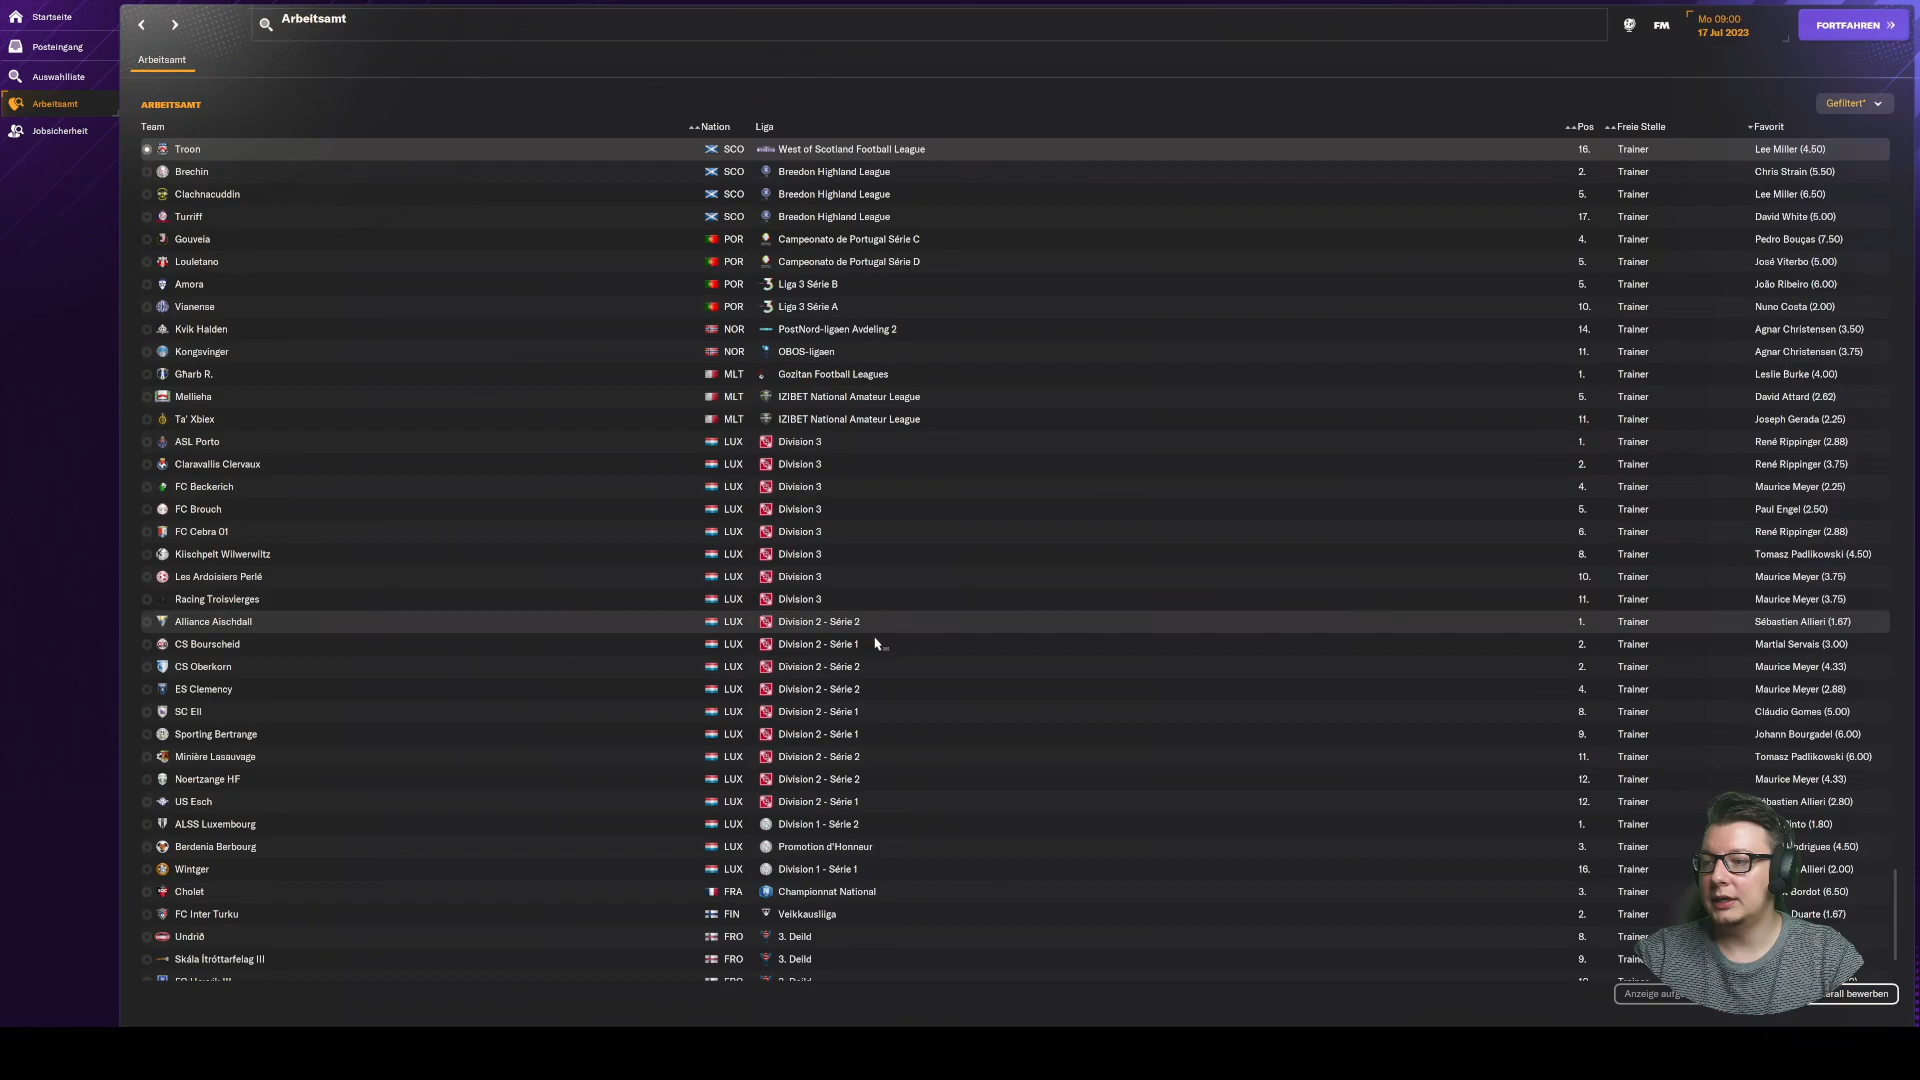 Startseite
Posteingang
Auswahlliste
Arbeitsamt
Jobsicherheit
Arbeitsamt
FM
Mo 09:00
17 Jul 2023
FORTFAHREN
Arbeitsamt
ARBEITSAMT
Gefiltert*
Team Nation Liga Pos Freie Stelle Favorit
Troon SCO West of Scotland Football League 16. Trainer Lee Miller (4.50)
Brechin SCO Breedon Highland League 2. Trainer Chris Strain (5.50)
Clachnacuddin SCO Breedon Highland League 5. Trainer Lee Miller (6.50)
Turriff SCO Breedon Highland League 17. Trainer David White (5.00)
Gouveia POR Campeonato de Portugal Série C 4. Trainer Pedro Bouças (7.50)
Louletano POR Campeonato de Portugal Série D 5. Trainer José Viterbo (5.00)
Amora POR Liga 3 Série B 5. Trainer João Ribeiro (6.00)
Vianense POR Liga 3 Série A 10. Trainer Nuno Costa (2.00)
Kvik Halden NOR PostNord-ligaen Avdeling 2 14. Trainer Agnar Christensen (3.50)
Kongsvinger NOR OBOS-ligaen 11. Trainer Agnar Christensen (3.75)
Għarb R. MLT Gozitan Football Leagues 1. Trainer Leslie Burke (4.00)
Mellieha MLT IZIBET National Amateur League 5. Trainer David Attard (2.62)
Ta' Xbiex MLT IZIBET National Amateur League 11. Trainer Joseph Gerada (2.25)
ASL Porto LUX Division 3 1. Trainer René Rippinger (2.88)
Claravallis Clervaux LUX Division 3 2. Trainer René Rippinger (3.75)
FC Beckerich LUX Division 3 4. Trainer Maurice Meyer (2.25)
FC Brouch LUX Division 3 5. Trainer Paul Engel (2.50)
FC Cebra 01 LUX Division 3 6. Trainer René Rippinger (2.88)
Kiischpelt Wilwerwiltz LUX Division 3 8. Trainer Tomasz Padlikowski (4.50)
Les Ardoisiers Perlé LUX Division 3 10. Trainer Maurice Meyer (3.75)
Racing Troisvierges LUX Division 3 11. Trainer Maurice Meyer (3.75)
Alliance Aischdall LUX Division 2 - Série 2 1. Trainer Sébastien Allieri (1.67)
CS Bourscheid LUX Division 2 - Série 1 2. Trainer Martial Servais (3.00)
CS Oberkorn LUX Division 2 - Série 2 2. Trainer Maurice Meyer (4.33)
ES Clemency LUX Division 2 - Série 2 4. Trainer Maurice Meyer (2.88)
SC Ell LUX Division 2 - Série 1 8. Trainer Cláudio Gomes (5.00)
Sporting Bertrange LUX Division 2 - Série 1 9. Trainer Johann Bourgadel (6.00)
Minière Lasauvage LUX Division 2 - Série 2 11. Trainer Tomasz Padlikowski (6.00)
Noertzange HF LUX Division 2 - Série 2 12. Trainer Maurice Meyer (4.33)
US Esch LUX Division 2 - Série 1 12. Trainer Allieri (2.80)
ALSS Luxembourg LUX Division 1 - Série 2 1. Trainer (1.80)
Berdenia Berbourg LUX Promotion d'Honneur 3. Trainer (4.50)
Wintger LUX Division 1 - Série 1 16. Trainer Allieri (2.00)
Cholet FRA Championnat National 3. Trainer Bordot (6.50)
FC Inter Turku FIN Veikkausliiga 2. Trainer Duarte (1.67)
Undrið FRO 3. Deild 8. Trainer
Skála Ítróttarfelag III FRO 3. Deild 9.
Anzeige bewerben